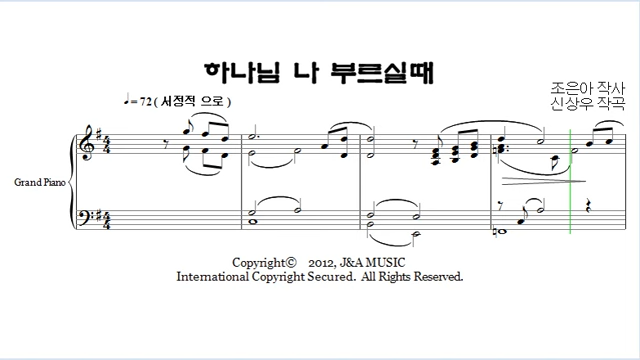 하나님 나 부르실때
♩= 72 ( 서정적 으로 )
조은아 작사
신상우 작곡
Grand Piano
Copyright© 2012, J&A MUSIC
International Copyright Secured. All Rights Reserved.